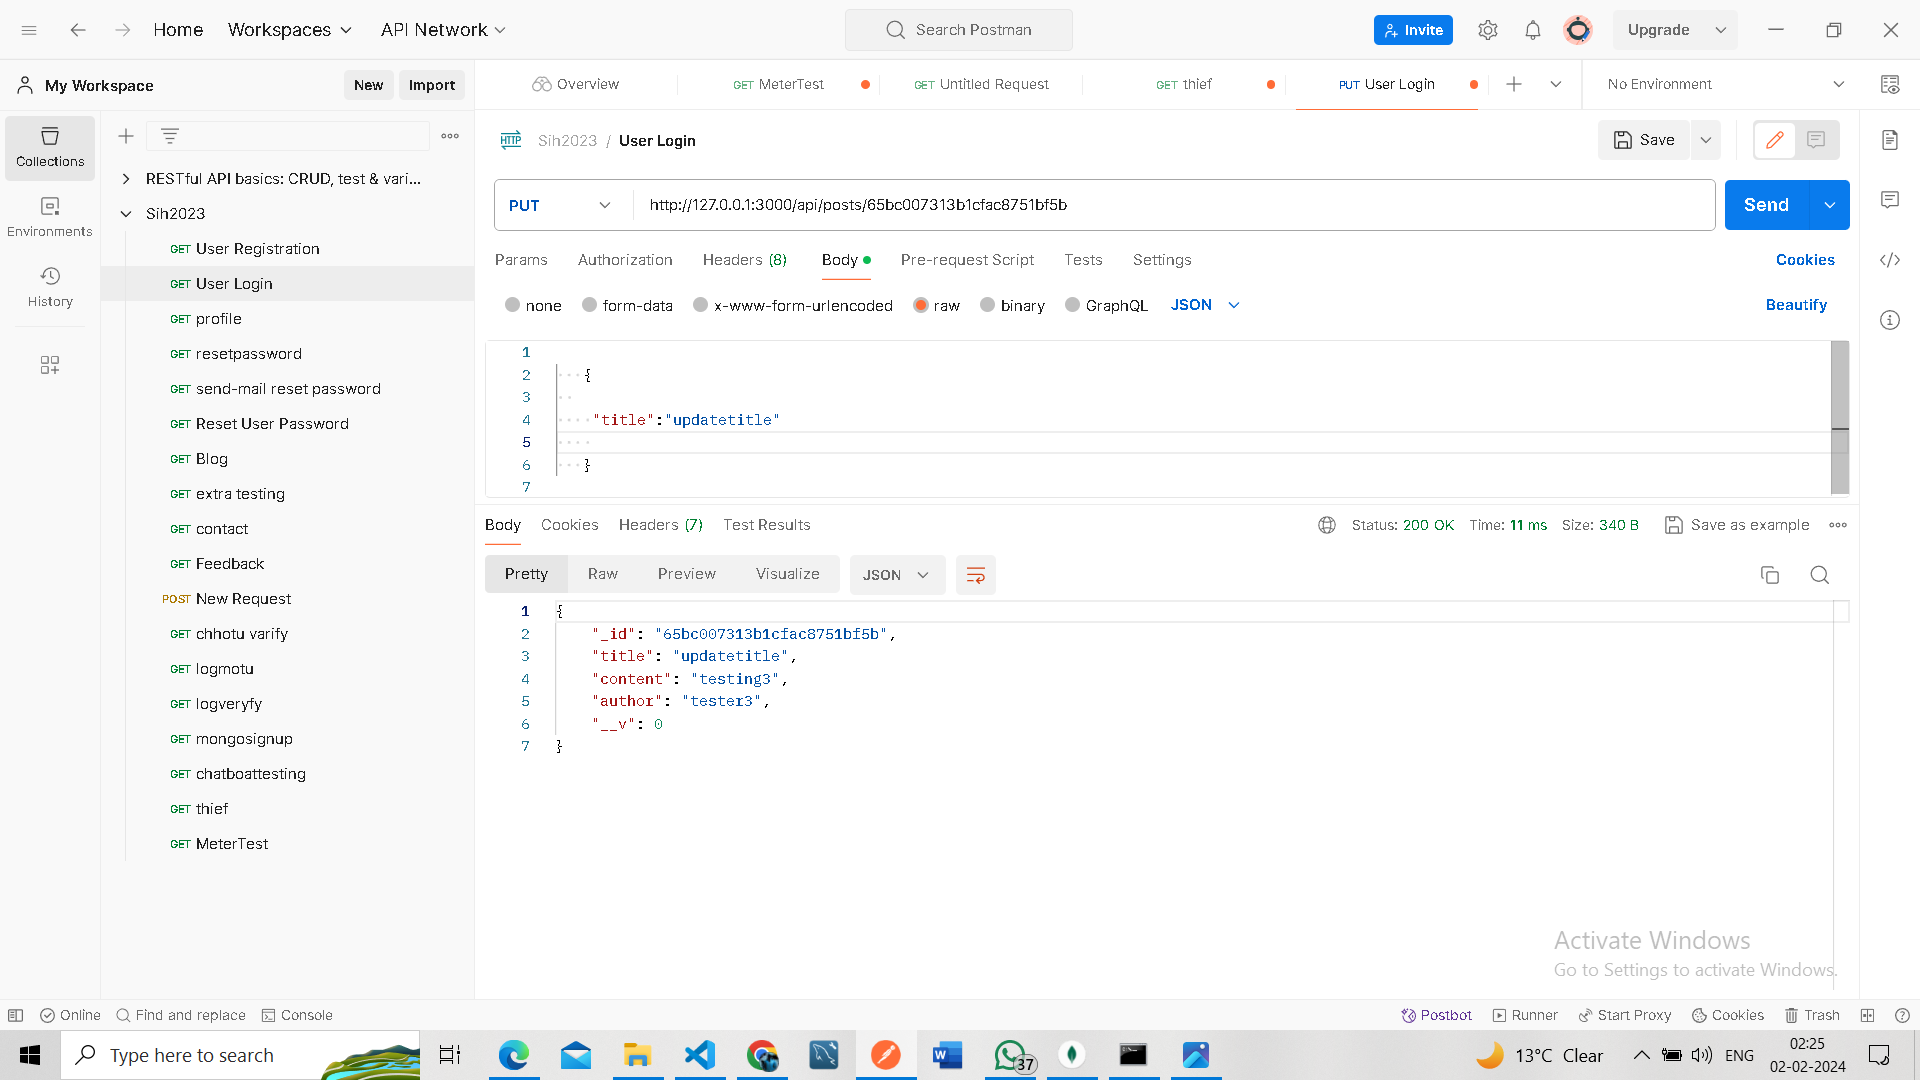 Home Workspaces API Network Search Postman Invite Upgrade
My Workspace New Import Overview GET MeterTest GET Untitled Request GET thief PUT User Login No Environment
Collections
Environments
History
RESTful API basics: CRUD, test & vari...
Sih2023
GET User Registration
GET User Login
GET profile
GET resetpassword
GET send-mail reset password
GET Reset User Password
GET Blog
GET extra testing
GET contact
GET Feedback
POST New Request
GET chhotu varify
GET logmotu
GET logveryfy
GET mongosignup
GET chatboattesting
GET thief
GET MeterTest
HTTP Sih2023 / User Login Save
PUT http://127.0.0.1:3000/api/posts/65bc007313b1cfac8751bf5b Send
Params Authorization Headers (8) Body Pre-request Script Tests Settings Cookies
none form-data x-www-form-urlencoded raw binary GraphQL JSON Beautify
1
2 {
3
4 "title":"updatetitle"
5
6 }
7
Body Cookies Headers (7) Test Results Status: 200 OK Time: 11 ms Size: 340 B Save as example
Pretty Raw Preview Visualize JSON
1 {
2 "_id": "65bc007313b1cfac8751bf5b",
3 "title": "updatetitle",
4 "content": "testing3",
5 "author": "tester3",
6 "__v": 0
7 }
Activate Windows
Go to Settings to activate Windows.
Online Find and replace Console Postbot Runner Start Proxy Cookies Trash
Type here to search 37 13°C Clear ENG 02:25
02-02-2024